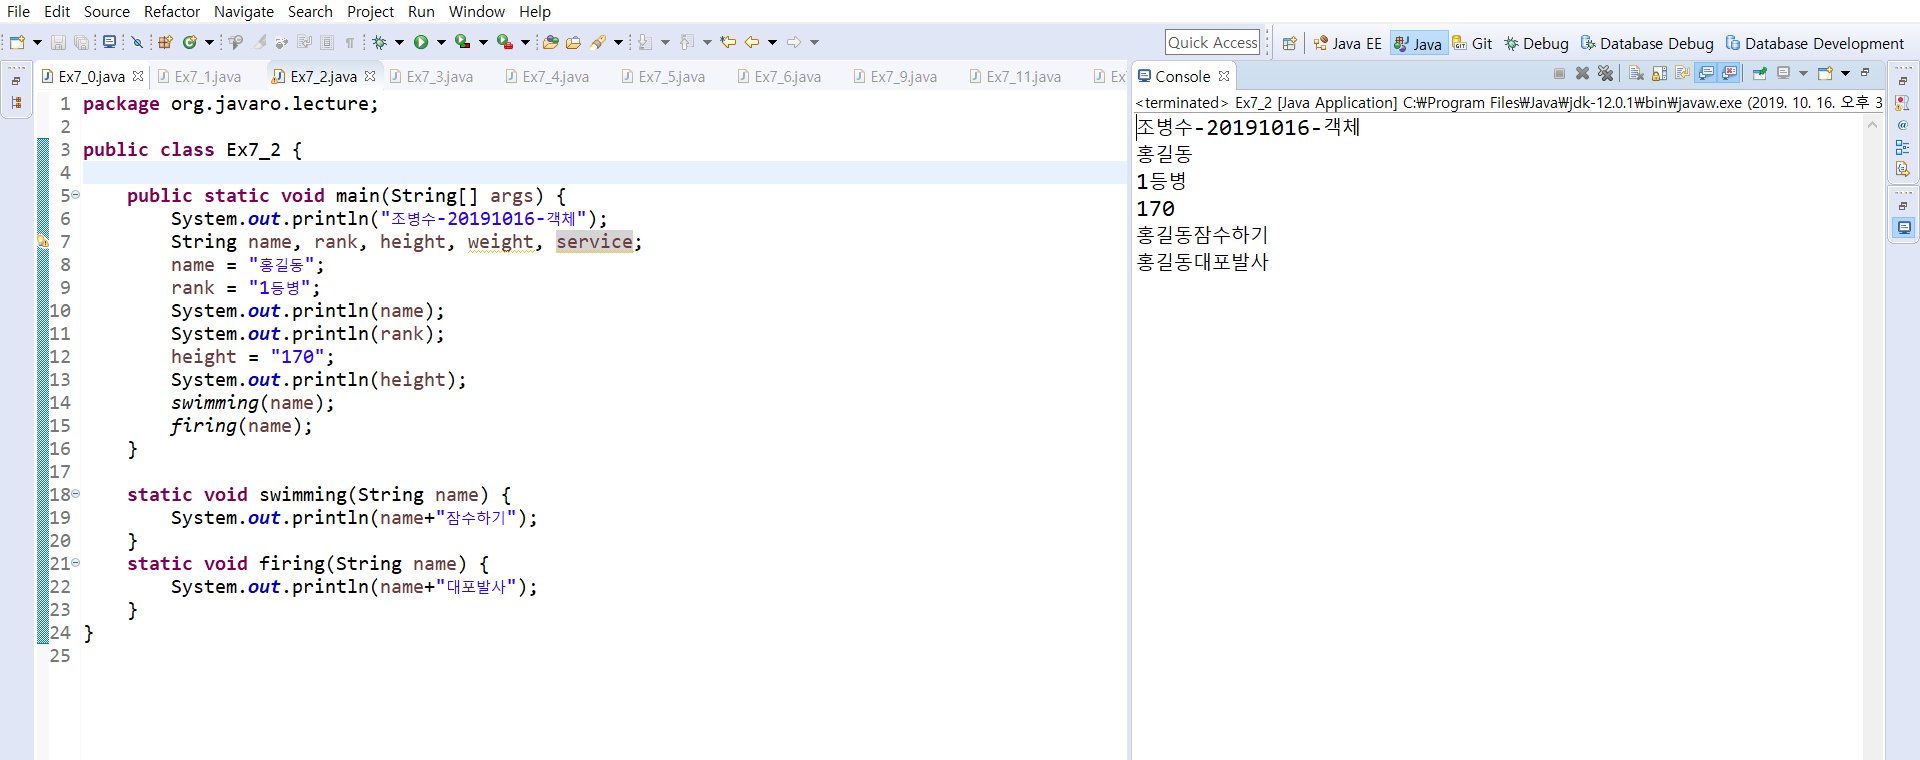 File Edit Source Refactor Navigate Search Project Run Window Help
Quick Access Java EE Java Git Debug Database Debug Database Development
Ex7_0.java Ex7_1.java Ex7_2.java Ex7_3.java Ex7_4.java Ex7_5.java Ex7_6.java Ex7_9.java Ex7_11.java
Console
<terminated> Ex7_2 [Java Application] C:₩Program Files₩Java₩jdk-12.0.1₩bin₩javaw.exe (2019. 10. 16. 오후 3
1 package org.javaro.lecture;
2
3 public class Ex7_2 {
4
5 public static void main(String[] args) {
6 System.out.println("조병수-20191016-객체");
7 String name, rank, height, weight, service;
8 name = "홍길동";
9 rank = "1등병";
10 System.out.println(name);
11 System.out.println(rank);
12 height = "170";
13 System.out.println(height);
14 swimming(name);
15 firing(name);
16 }
17
18 static void swimming(String name) {
19 System.out.println(name+"잠수하기");
20 }
21 static void firing(String name) {
22 System.out.println(name+"대포발사");
23 }
24 }
25
조병수-20191016-객체
홍길동
1등병
170
홍길동잠수하기
홍길동대포발사